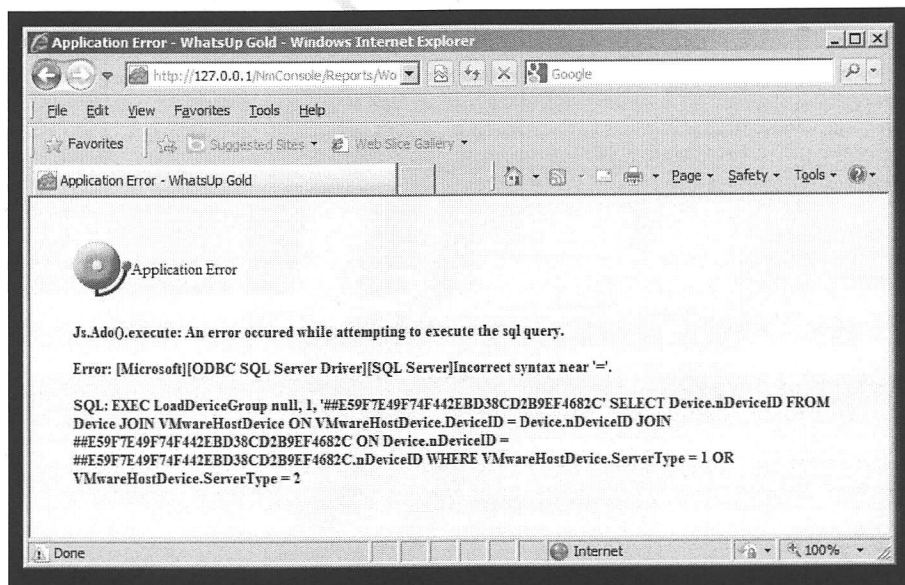 Application Error - WhatsUp Gold - Windows Internet Explorer
http://127.0.0.1/NmConsole/Reports/Wo
Google
File Edit View Favorites Tools Help
Favorites Suggested Sites Web Slice Gallery
Application Error - WhatsUp Gold
Page Safety Tools
Application Error
Js.Ado().execute: An error occured while attempting to execute the sql query.
Error: [Microsoft][ODBC SQL Server Driver][SQL Server]Incorrect syntax near '='.
SQL: EXEC LoadDeviceGroup null, 1, '##E59F7E49F74F442EBD38CD2B9EF4682C' SELECT Device.nDeviceID FROM
Device JOIN VMwareHostDevice ON VMwareHostDevice.DeviceID = Device.nDeviceID JOIN
##E59F7E49F74F442EBD38CD2B9EF4682C ON Device.nDeviceID =
##E59F7E49F74F442EBD38CD2B9EF4682C.nDeviceID WHERE VMwareHostDevice.ServerType = 1 OR
VMwareHostDevice.ServerType = 2
Done Internet 100%